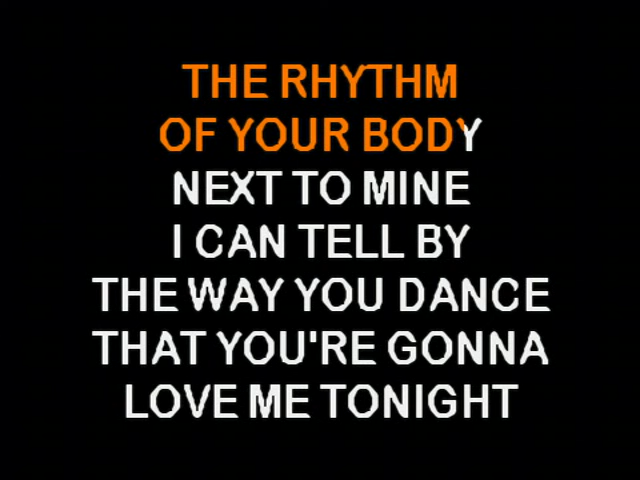 THE RHYTHM
OF YOUR BODY
NEXT TO MINE
I CAN TELL BY
THE WAY YOU DANCE
THAT YOU'RE GONNA
LOVE ME TONIGHT